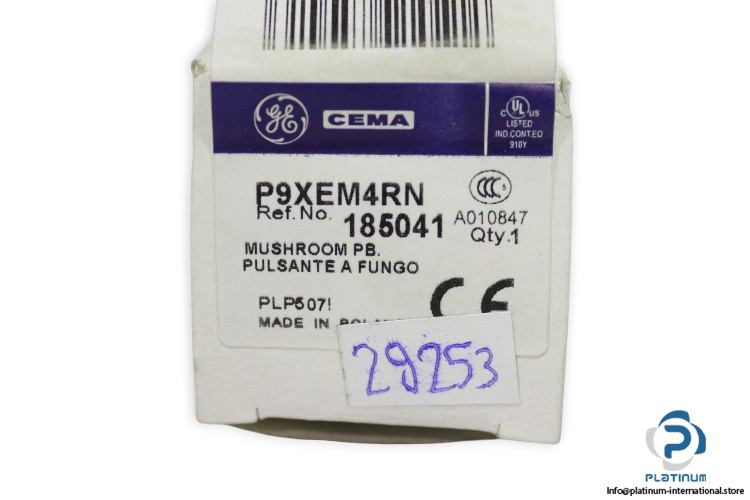 GE CEMA
C UL US
LISTED
IND.CONT.EQ
910Y
P9XEM4RN
CCC S
Ref. No. 185041 A010847
Qty.1
MUSHROOM PB.
PULSANTE A FUNGO
PLP507
CE
MADE IN
29253
PLATINUM
Info@platinum-international.store